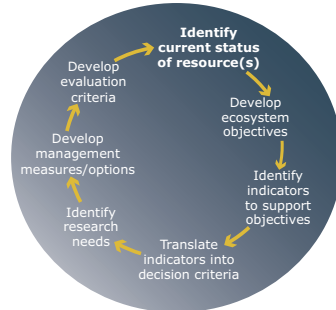 Identify
current status
of resource(s)
Develop
ecosystem
objectives
Identify
indicators
to support
objectives
Translate
indicators into
decision criteria
Identify
research
needs
Develop
management
measures/options
Develop
evaluation
criteria